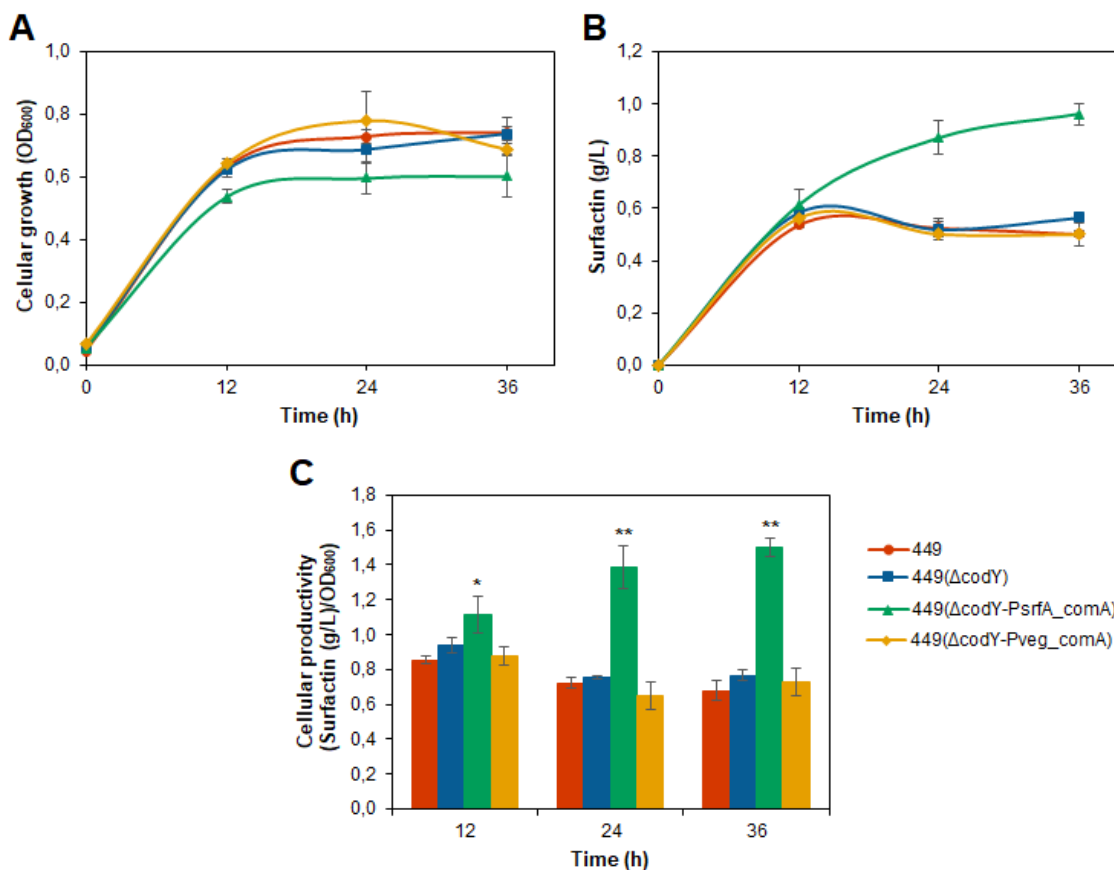 A
Cellular growth (OD600)
1,0
0,8
0,6
0,4
0,2
0,0
0 12 24 36
Time (h)
B
Surfactin (g/L)
1,2
1,0
0,8
0,6
0,4
0,2
0,0
0 12 24 36
Time (h)
C
Cellular productivity
(Surfactin (g/L)/OD600)
1,8
1,6
1,4
1,2
1,0
0,8
0,6
0,4
0,2
0,0
*
**
**
12 24 36
Time (h)
449
449(ΔcodY)
449(ΔcodY-PsrfA_comA)
449(ΔcodY-Pveg_comA)